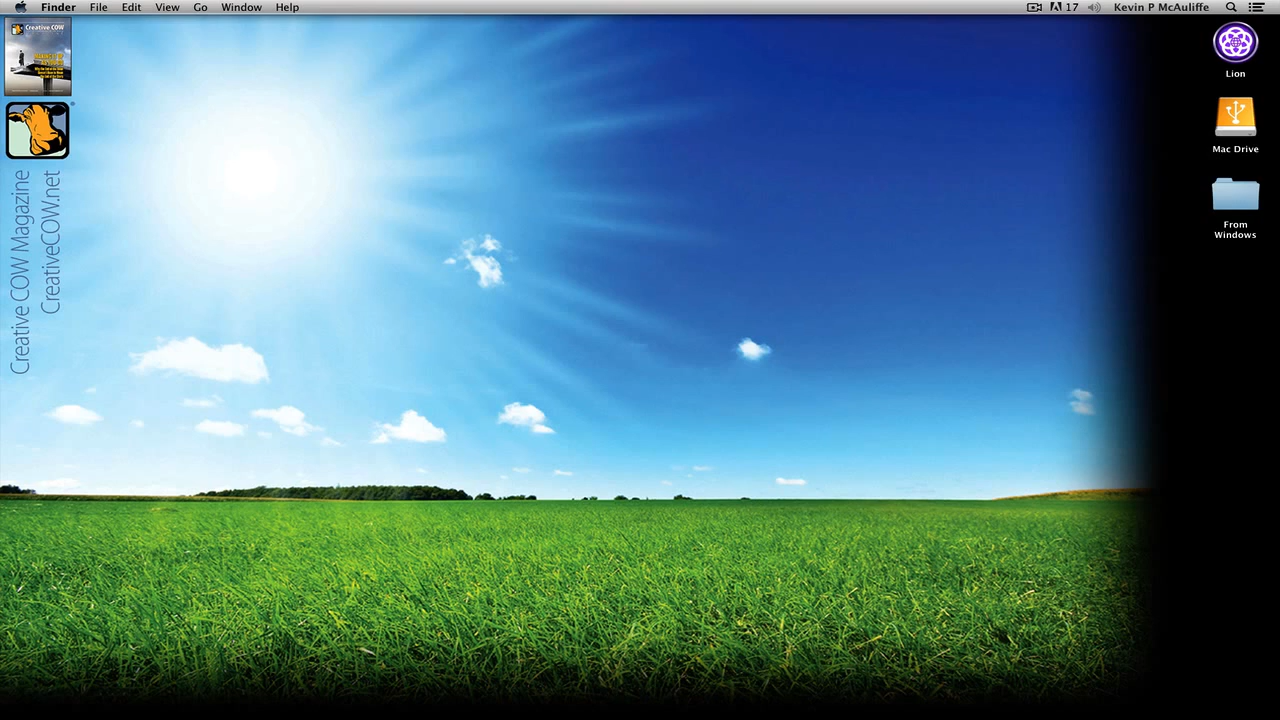 Finder File Edit View Go Window Help
17 Kevin P McAuliffe
Creative COW
Creative COW Magazine
CreativeCOW.net
Lion
Mac Drive
From
Windows